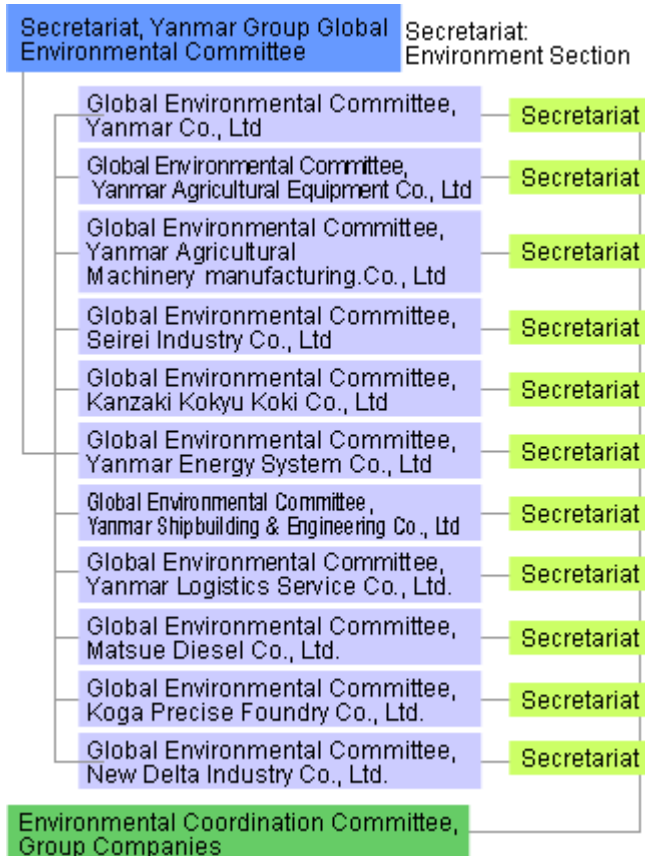 Secretariat, Yanmar Group Global
Environmental Committee
Secretariat:
Environment Section
Global Environmental Committee,
Yanmar Co., Ltd
Secretariat
Global Environmental Committee,
Yanmar Agricultural Equipment Co., Ltd
Secretariat
Global Environmental Committee,
Yanmar Agricultural
Machinery manufacturing.Co., Ltd
Secretariat
Global Environmental Committee,
Seirei Industry Co., Ltd
Secretariat
Global Environmental Committee,
Kanzaki Kokyu Koki Co., Ltd
Secretariat
Global Environmental Committee,
Yanmar Energy System Co., Ltd
Secretariat
Global Environmental Committee,
Yanmar Shipbuilding & Engineering Co., Ltd
Secretariat
Global Environmental Committee,
Yanmar Logistics Service Co., Ltd.
Secretariat
Global Environmental Committee,
Matsue Diesel Co., Ltd.
Secretariat
Global Environmental Committee,
Koga Precise Foundry Co., Ltd.
Secretariat
Global Environmental Committee,
New Delta Industry Co., Ltd.
Secretariat
Environmental Coordination Committee,
Group Companies